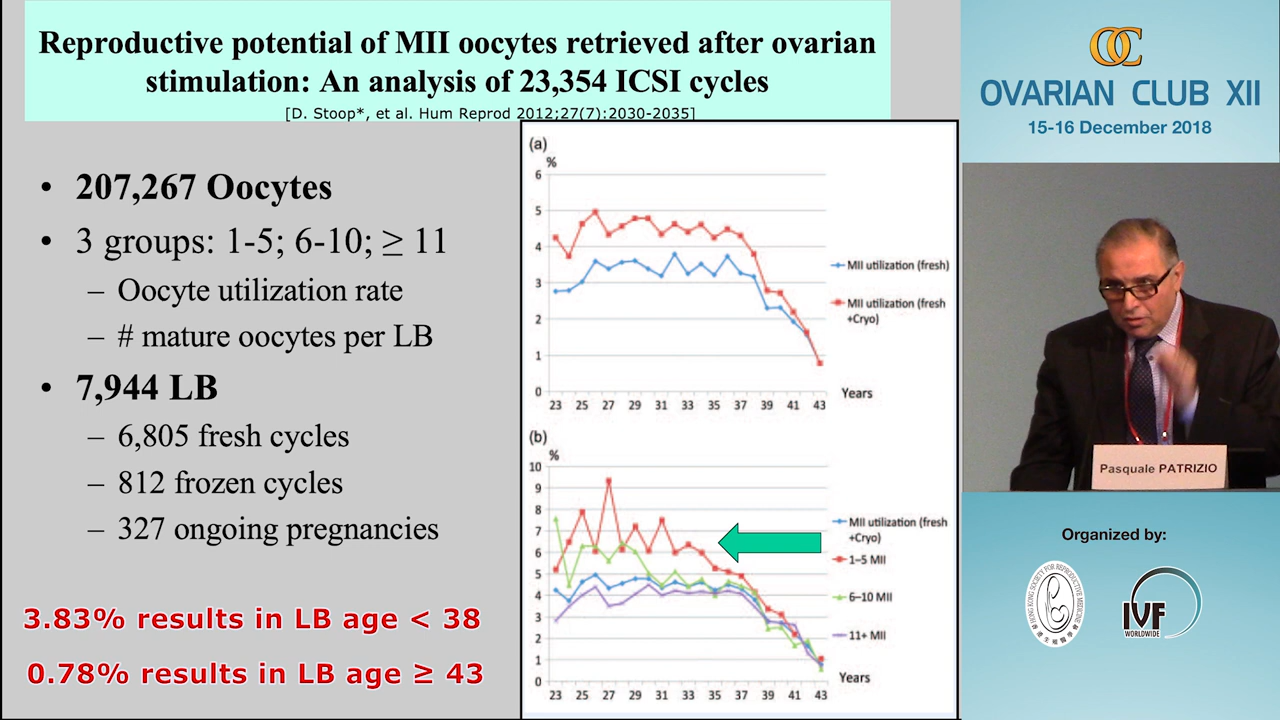 Reproductive potential of MII oocytes retrieved after ovarian
stimulation: An analysis of 23,354 ICSI cycles
[D. Stoop*, et al. Hum Reprod 2012;27(7):2030-2035]
• 207,267 Oocytes
• 3 groups: 1-5; 6-10; ≥ 11
– Oocyte utilization rate
– # mature oocytes per LB
• 7,944 LB
– 6,805 fresh cycles
– 812 frozen cycles
– 327 ongoing pregnancies
3.83% results in LB age < 38
0.78% results in LB age ≥ 43
(a)
%
6
5
4
3
2
1
0
23 25 27 29 31 33 35 37 39 41 43
Years
MII utilization (fresh)
MII utilization (fresh
+Cryo)
(b)
%
10
9
8
7
6
5
4
3
2
1
0
23 25 27 29 31 33 35 37 39 41 43
Years
MII utilization (fresh
+Cryo)
1–5 MII
6–10 MII
11+ MII
OC
OVARIAN CLUB XII
15-16 December 2018
Pasquale PATRIZIO
Organized by:
HONG KONG SOCIETY FOR REPRODUCTIVE MEDICINE
IVF
WORLDWIDE